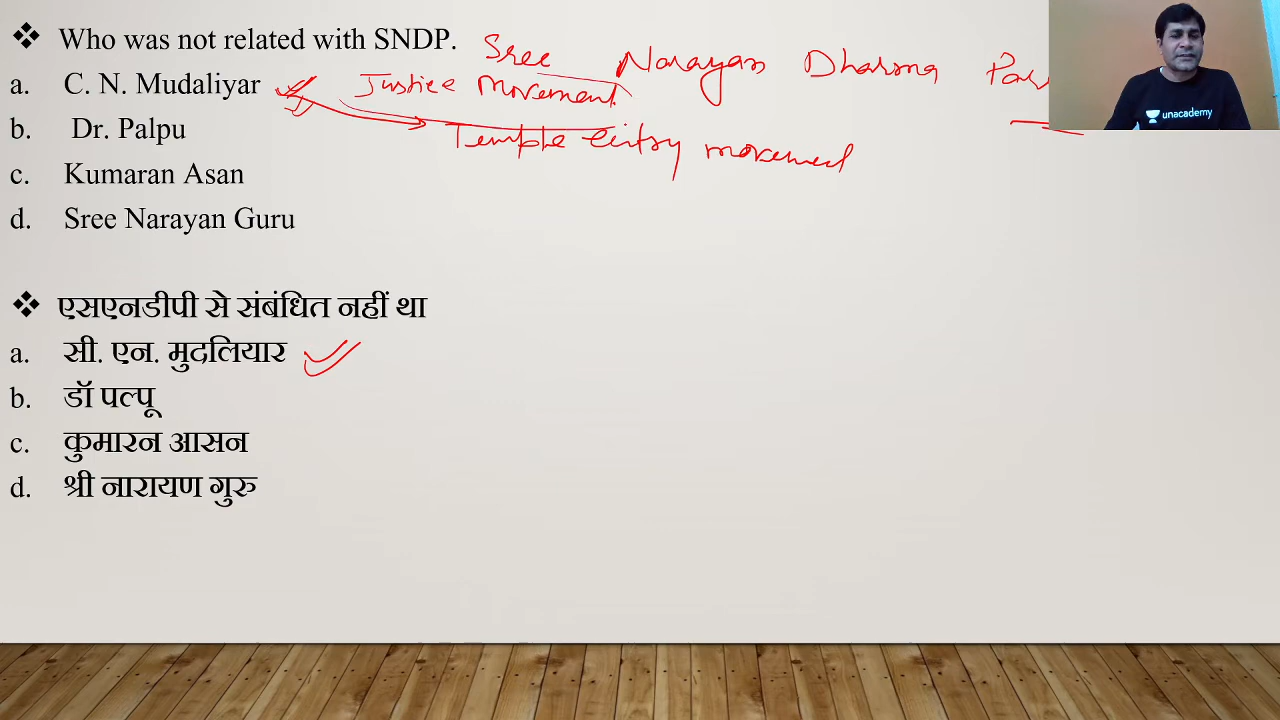 ❖ Who was not related with SNDP. Sree Narayan Dharma
a. C. N. Mudaliyar Justice Movement
b. Dr. Palpu Temple Entry movement
c. Kumaran Asan
d. Sree Narayan Guru
❖ एसएनडीपी से संबंधित नहीं था
a. सी. एन. मुदलियार
b. डॉ पल्पू
c. कुमारन आसन
d. श्री नारायण गुरु
unacademy